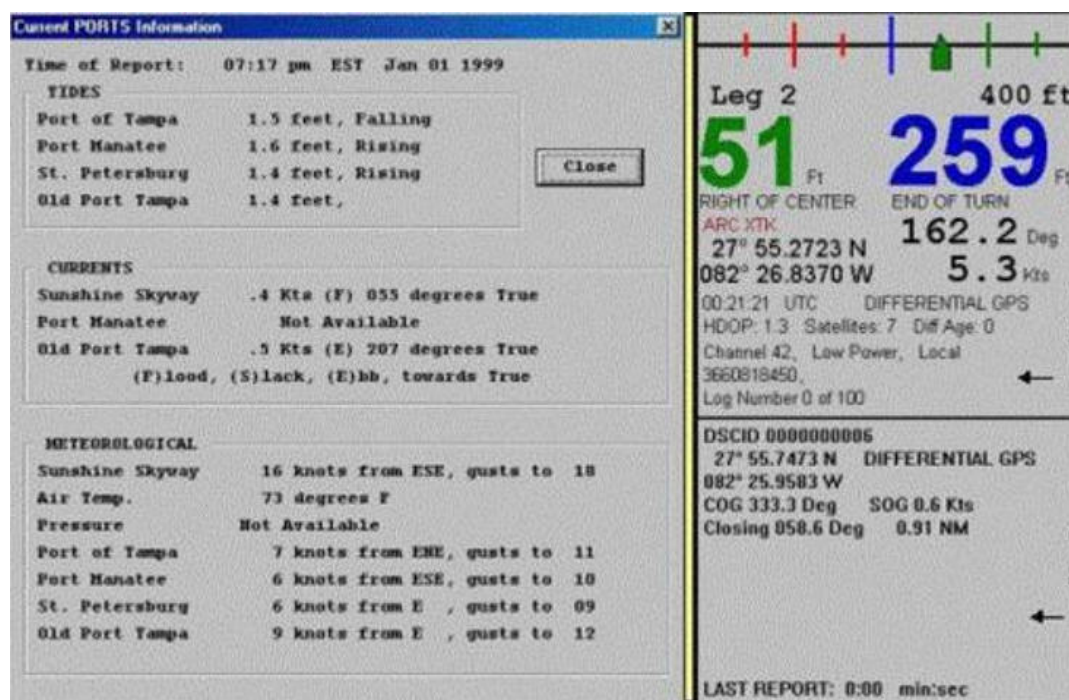 Current PORTS Information
Time of Report: 07:17 pm EST Jan 01 1999
TIDES
Port of Tampa 1.5 feet, Falling
Port Manatee 1.6 feet, Rising
St. Petersburg 1.4 feet, Rising
Old Port Tampa 1.4 feet,
Close
CURRENTS
Sunshine Skyway .4 Kts (F) 055 degrees True
Port Manatee Not Available
Old Port Tampa .5 Kts (E) 207 degrees True
(F)lood, (S)lack, (E)bb, towards True
METEOROLOGICAL
Sunshine Skyway 16 knots from ESE, gusts to 18
Air Temp. 73 degrees F
Pressure Not Available
Port of Tampa 7 knots from ENE, gusts to 11
Port Manatee 6 knots from ESE, gusts to 10
St. Petersburg 6 knots from E , gusts to 09
Old Port Tampa 9 knots from E , gusts to 12
Leg 2 400 ft
51 Ft 259 Ft
RIGHT OF CENTER END OF TURN
ARC XTK
162.2 Deg
27° 55.2723 N
082° 26.8370 W 5.3 Kts
00:21:21 UTC DIFFERENTIAL GPS
HDOP: 1.3 Satellites: 7 Diff Age: 0
Channel 42, Low Power, Local
3660818450,
Log Number 0 of 100
DSCID 0000000006
27° 55.7473 N DIFFERENTIAL GPS
082° 25.9583 W
COG 333.3 Deg SOG 0.6 Kts
Closing 058.6 Deg 0.91 NM
LAST REPORT: 0:00 min:sec